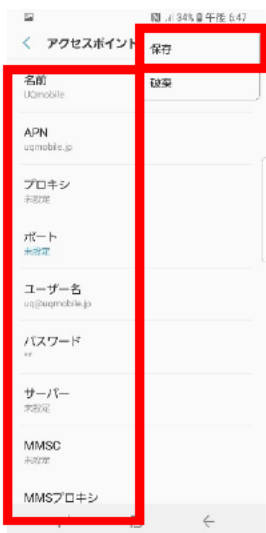 34% 午後 6:47
アクセスポイント
保存
破棄
名前
UQmobile
APN
uqmobile.jp
プロキシ
未設定
ポート
未設定
ユーザー名
uq@uqmobile.jp
パスワード
**
サーバー
未設定
MMSC
未設定
MMSプロキシ